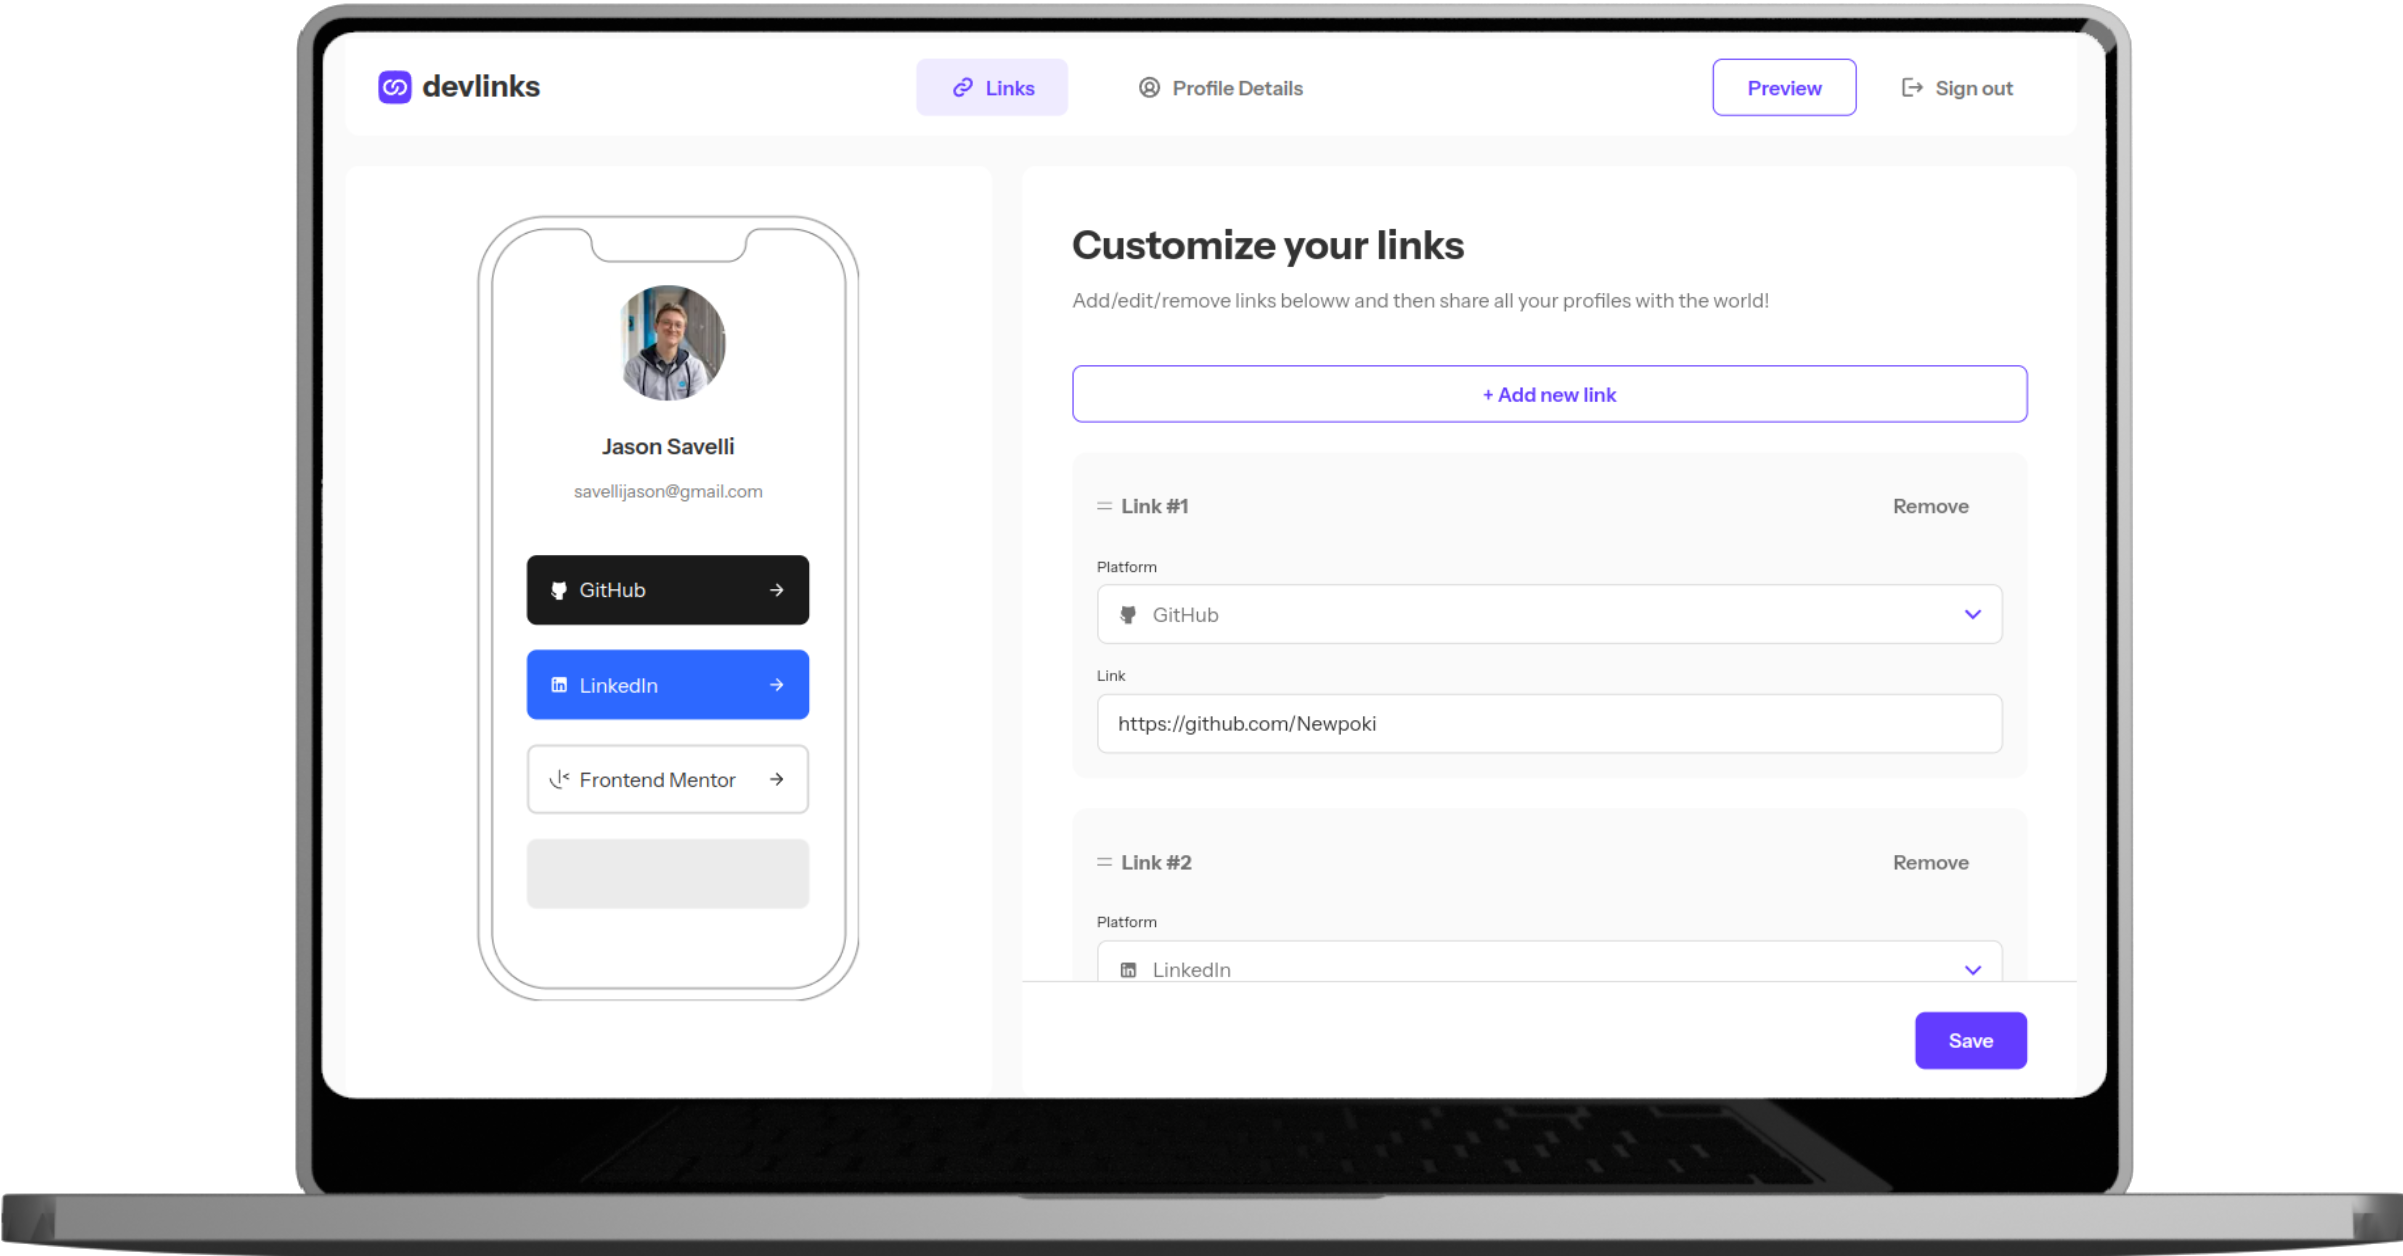 devlinks
Links
Profile Details
Preview
Sign out
Jason Savelli
savellijason@gmail.com
GitHub
LinkedIn
Frontend Mentor
Customize your links
Add/edit/remove links beloww and then share all your profiles with the world!
+ Add new link
Link #1
Remove
Platform
GitHub
Link
https://github.com/Newpoki
Link #2
Remove
Platform
LinkedIn
Save